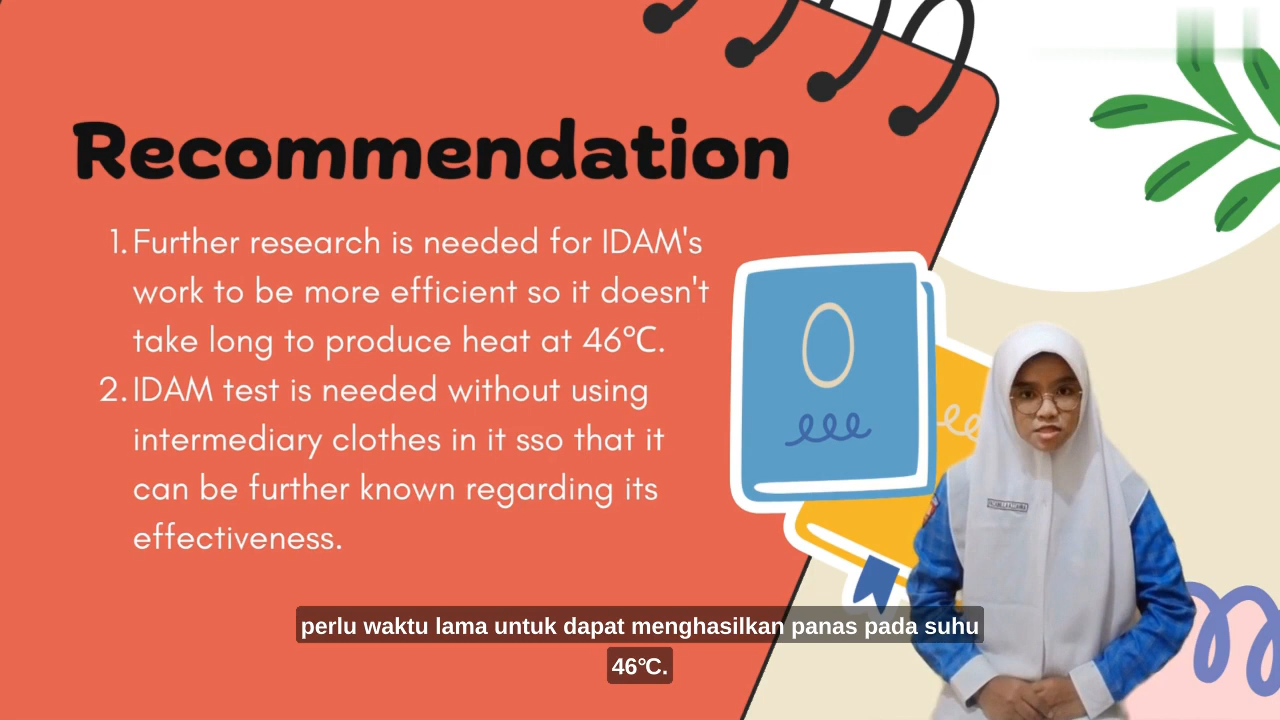 Recommendation
1. Further research is needed for IDAM's
work to be more efficient so it doesn't
take long to produce heat at 46°C.
2. IDAM test is needed without using
intermediary clothes in it sso that it
can be further known regarding its
effectiveness.
perlu waktu lama untuk dapat menghasilkan panas pada suhu
46°C.